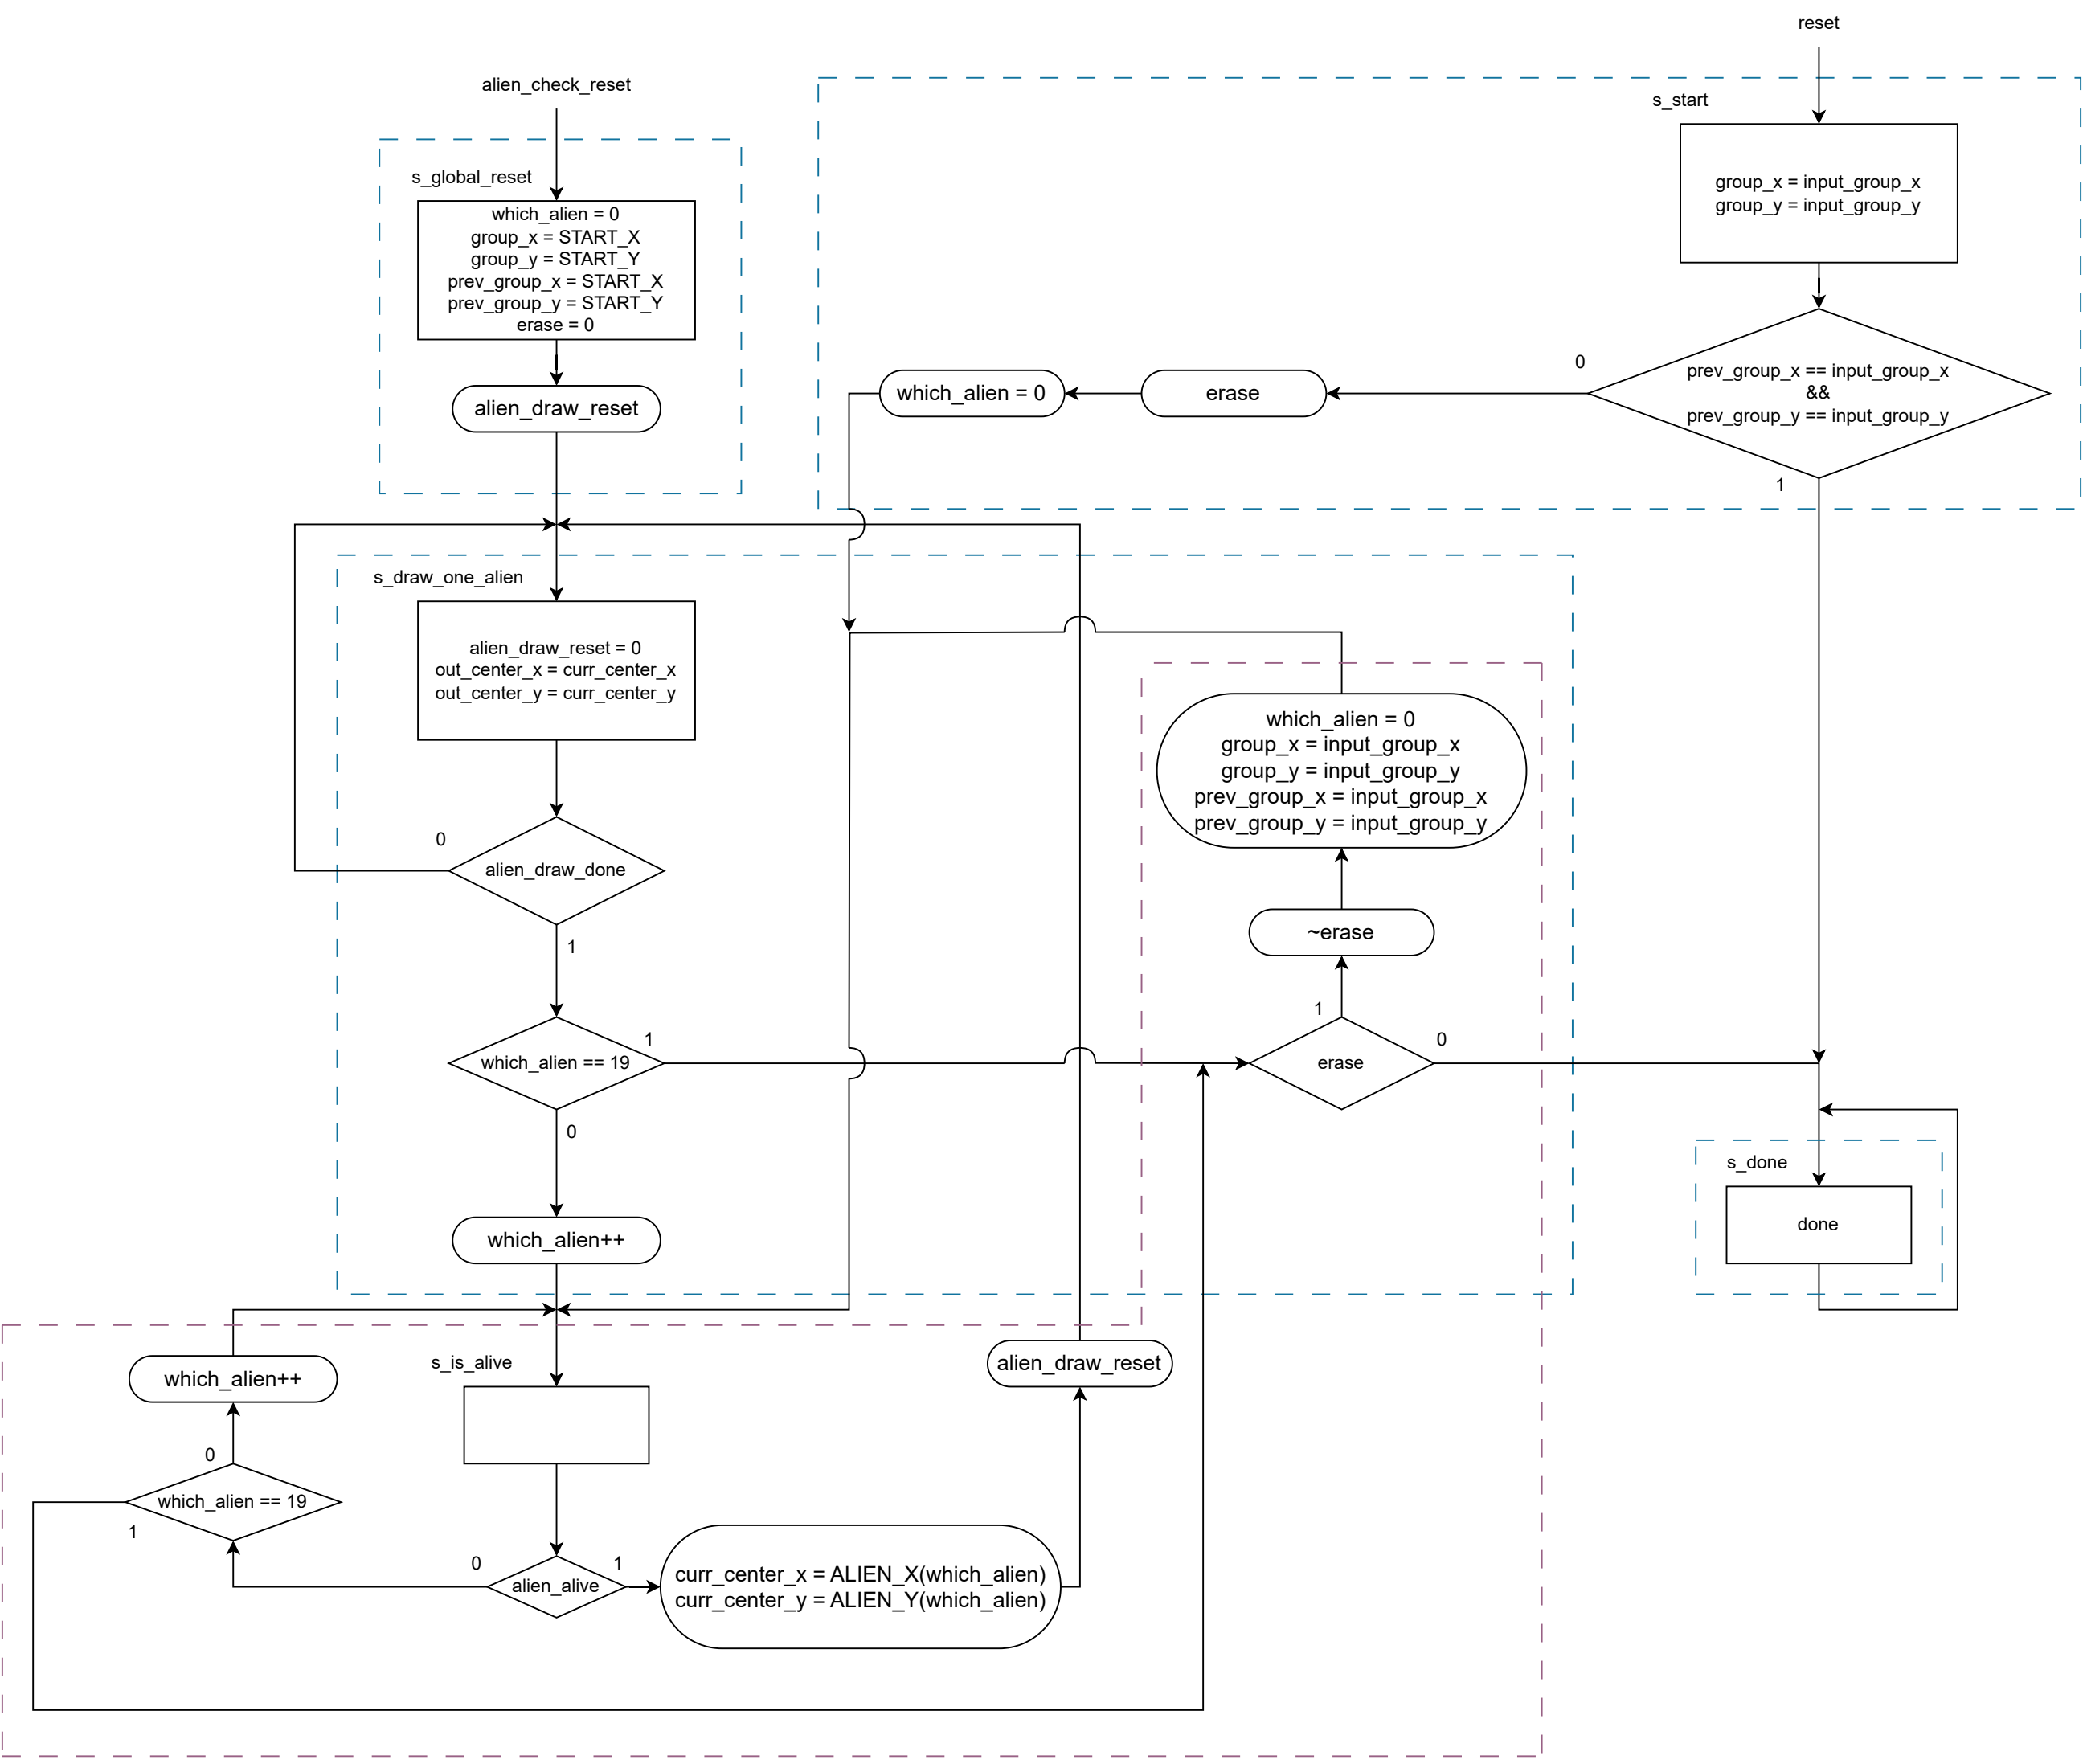 reset
alien_check_reset
s_start
s_global_reset
group_x = input_group_x
group_y = input_group_y
which_alien = 0
group_x = START_X
group_y = START_Y
prev_group_x = START_X
prev_group_y = START_Y
erase = 0
alien_draw_reset
0
prev_group_x == input_group_x
&&
prev_group_y == input_group_y
1
erase
which_alien = 0
s_draw_one_alien
alien_draw_reset = 0
out_center_x = curr_center_x
out_center_y = curr_center_y
which_alien = 0
group_x = input_group_x
group_y = input_group_y
prev_group_x = input_group_x
prev_group_y = input_group_y
0
alien_draw_done
1
~erase
which_alien == 19
1
0
1
erase
0
s_done
done
which_alien++
s_is_alive
alien_draw_reset
which_alien++
0
which_alien == 19
1
0
alien_alive
1
curr_center_x = ALIEN_X(which_alien)
curr_center_y = ALIEN_Y(which_alien)